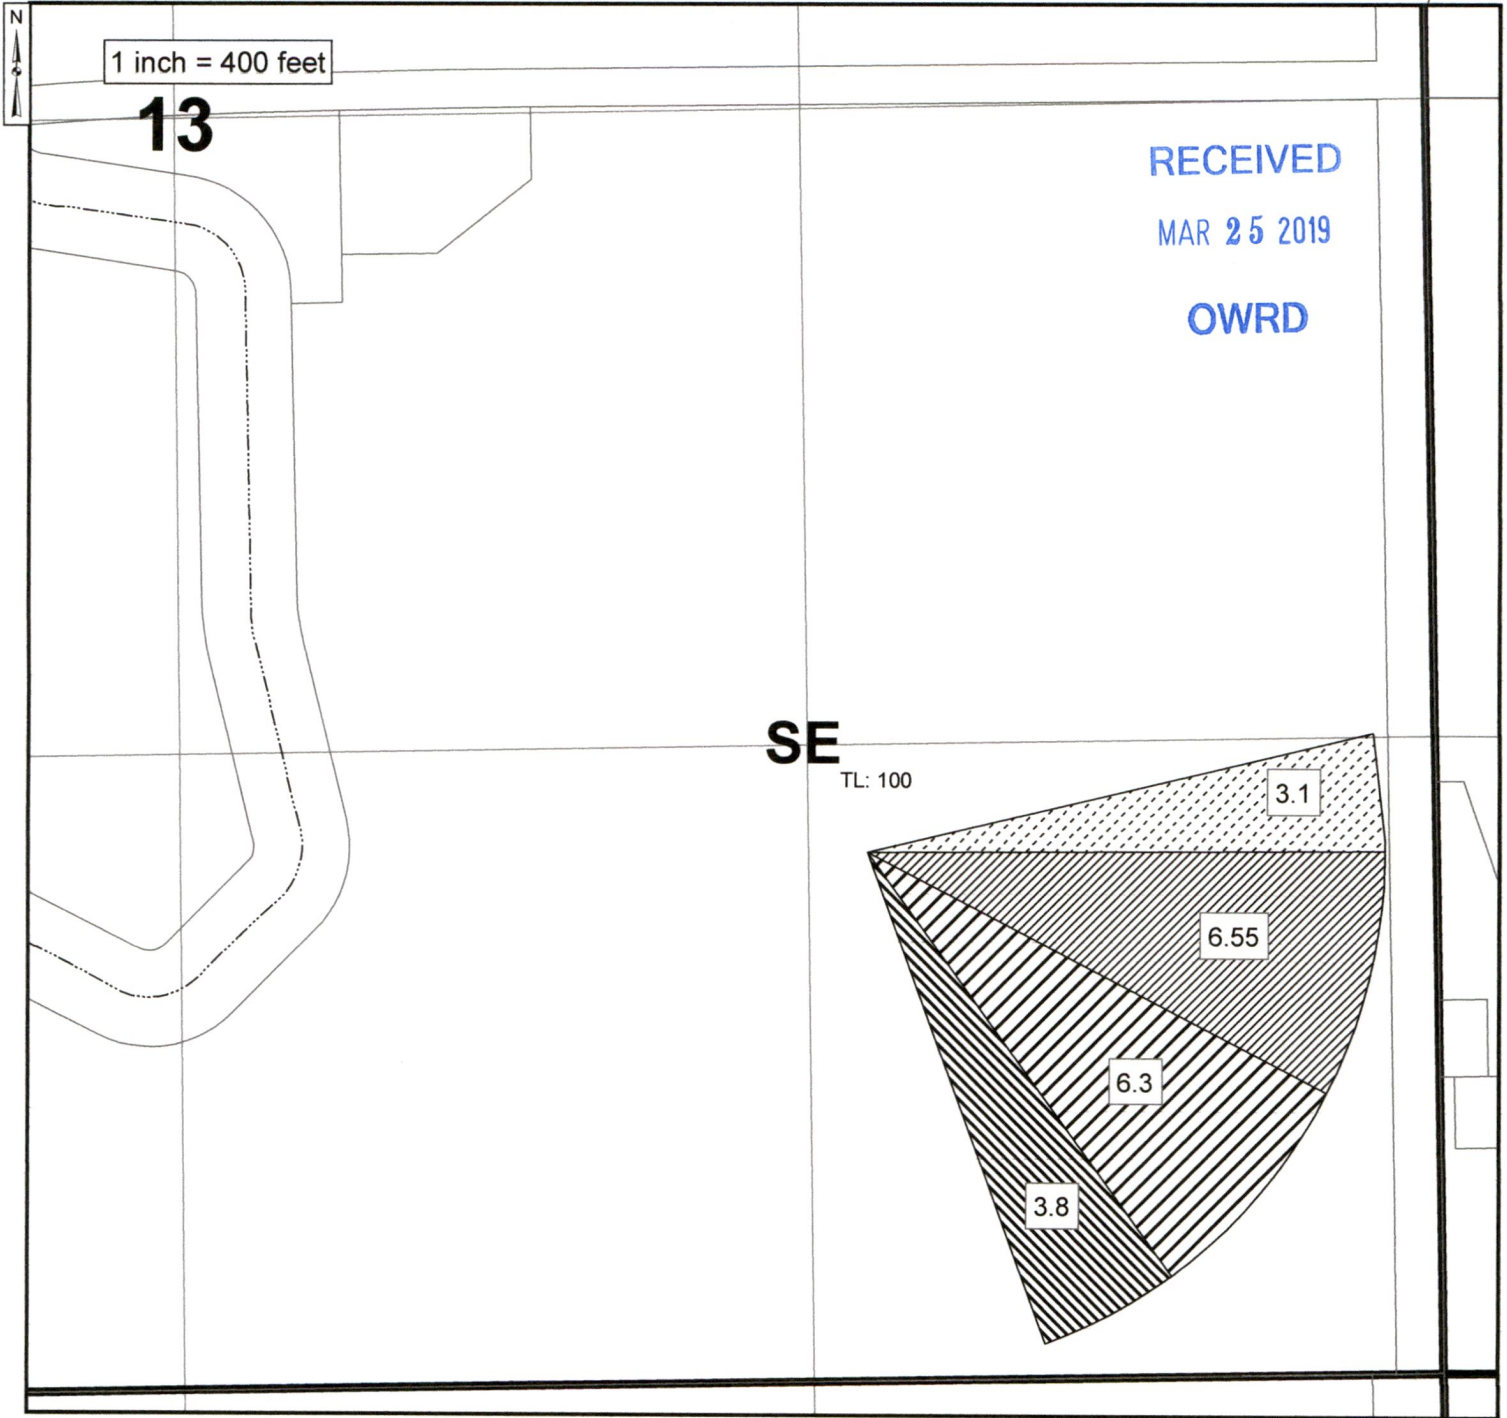 N
1 inch = 400 feet
13
RECEIVED
MAR 25 2019
OWRD
SE
TL: 100
3.1
6.55
6.3
3.8